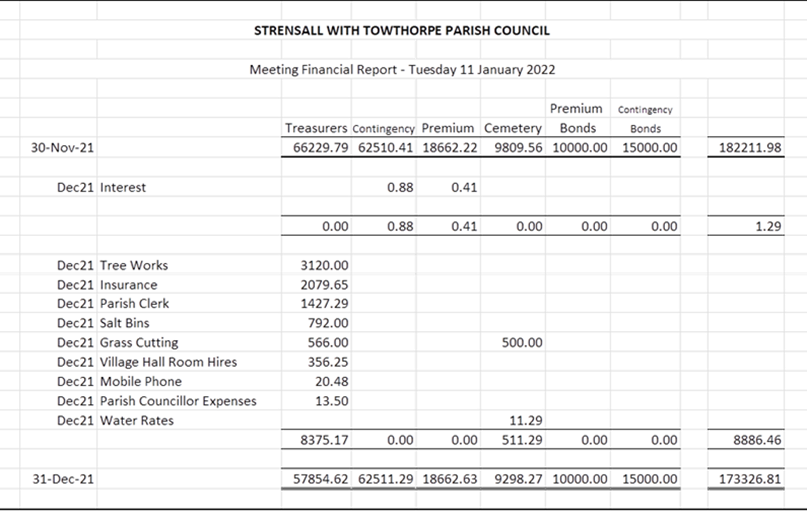 STRENSALL WITH TOWTHORPE PARISH COUNCIL
Meeting Financial Report - Tuesday 11 January 2022
Premium Contingency
Treasurers Contingency Premium Cemetery Bonds Bonds
30-Nov-21 66229.79 62510.41 18662.22 9809.56 10000.00 15000.00 182211.98
Dec21 Interest 0.88 0.41
0.00 0.88 0.41 0.00 0.00 0.00 1.29
Dec21 Tree Works 3120.00
Dec21 Insurance 2079.65
Dec21 Parish Clerk 1427.29
Dec21 Salt Bins 792.00
Dec21 Grass Cutting 566.00 500.00
Dec21 Village Hall Room Hires 356.25
Dec21 Mobile Phone 20.48
Dec21 Parish Councillor Expenses 13.50
Dec21 Water Rates 11.29
8375.17 0.00 0.00 511.29 0.00 0.00 8886.46
31-Dec-21 57854.62 62511.29 18662.63 9298.27 10000.00 15000.00 173326.81